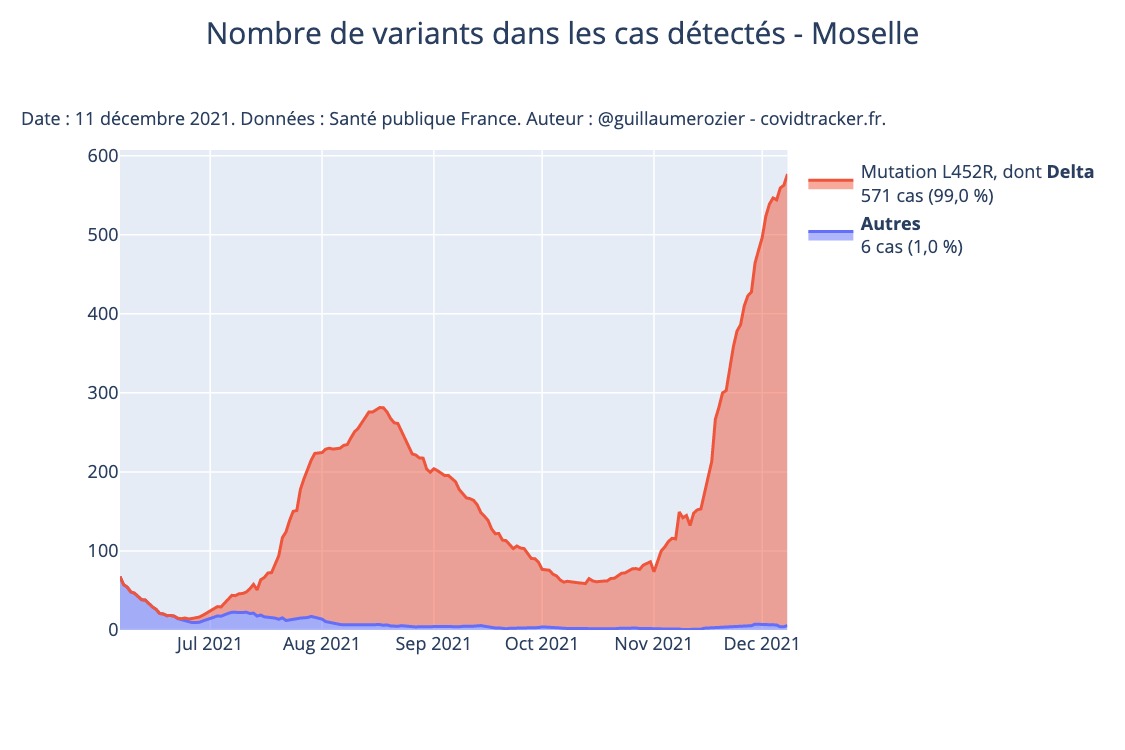 Nombre de variants dans les cas détectés - Moselle
Date : 11 décembre 2021. Données : Santé publique France. Auteur : @guillaumerozier - covidtracker.fr.
600
500
400
300
200
100
0
Jul 2021 Aug 2021 Sep 2021 Oct 2021 Nov 2021 Dec 2021
Mutation L452R, dont Delta
571 cas (99,0 %)
Autres
6 cas (1,0 %)